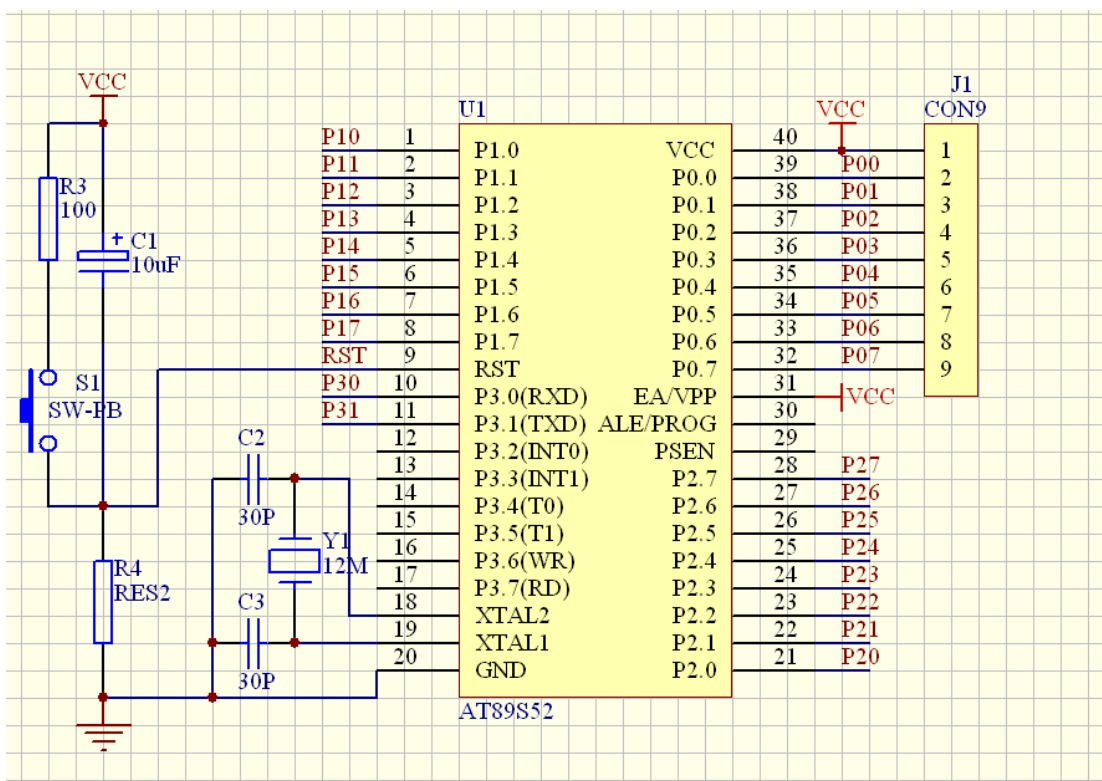 VCC
R3
100
+
C1
10uF
S1
SW-PB
R4
RES2
C2
30P
Y1
12M
C3
30P
U1
P10 1 P1.0
P11 2 P1.1
P12 3 P1.2
P13 4 P1.3
P14 5 P1.4
P15 6 P1.5
P16 7 P1.6
P17 8 P1.7
RST 9 RST
P30 10 P3.0(RXD)
P31 11 P3.1(TXD)
12 P3.2(INT0)
13 P3.3(INT1)
14 P3.4(T0)
15 P3.5(T1)
16 P3.6(WR)
17 P3.7(RD)
18 XTAL2
19 XTAL1
20 GND
VCC 40
P0.0 39 P00
P0.1 38 P01
P0.2 37 P02
P0.3 36 P03
P0.4 35 P04
P0.5 34 P05
P0.6 33 P06
P0.7 32 P07
EA/VPP 31 VCC
ALE/PROG 30
PSEN 29
P2.7 28 P27
P2.6 27 P26
P2.5 26 P25
P2.4 25 P24
P2.3 24 P23
P2.2 23 P22
P2.1 22 P21
P2.0 21 P20
AT89S52
VCC
J1
CON9
1
2
3
4
5
6
7
8
9